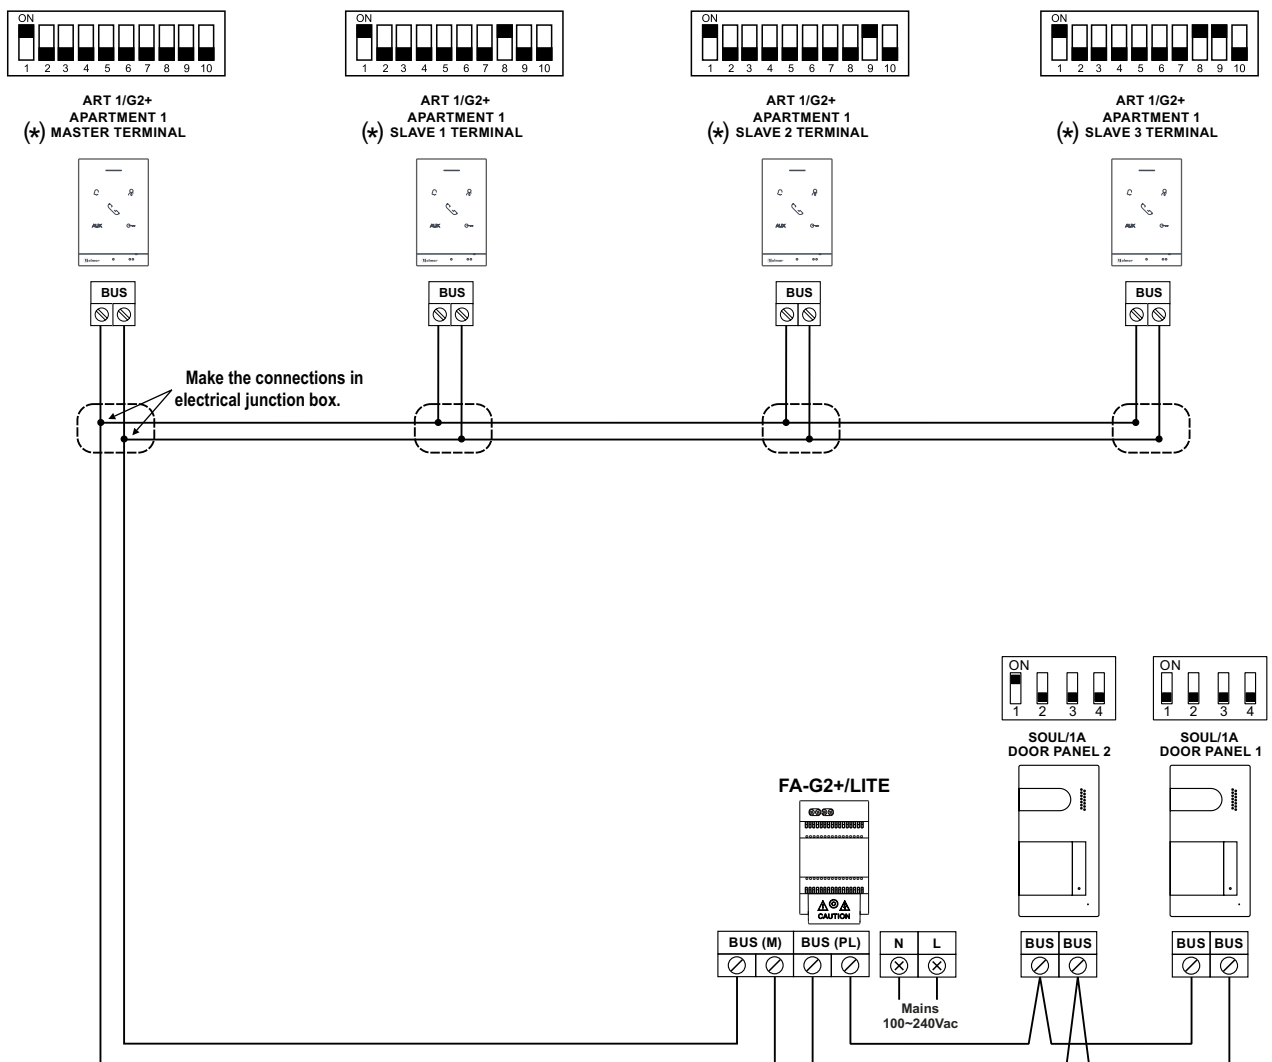 ON
1 2 3 4 5 6 7 8 9 10
ART 1/G2+
APARTMENT 1
(*) MASTER TERMINAL
AUX
BUS
ON
1 2 3 4 5 6 7 8 9 10
ART 1/G2+
APARTMENT 1
(*) SLAVE 1 TERMINAL
AUX
BUS
ON
1 2 3 4 5 6 7 8 9 10
ART 1/G2+
APARTMENT 1
(*) SLAVE 2 TERMINAL
AUX
BUS
ON
1 2 3 4 5 6 7 8 9 10
ART 1/G2+
APARTMENT 1
(*) SLAVE 3 TERMINAL
AUX
BUS
Make the connections in
electrical junction box.
ON
1 2 3 4
SOUL/1A
DOOR PANEL 2
ON
1 2 3 4
SOUL/1A
DOOR PANEL 1
FA-G2+/LITE
CAUTION
BUS (M) BUS (PL) N L
Mains
100~240Vac
BUS BUS
BUS BUS